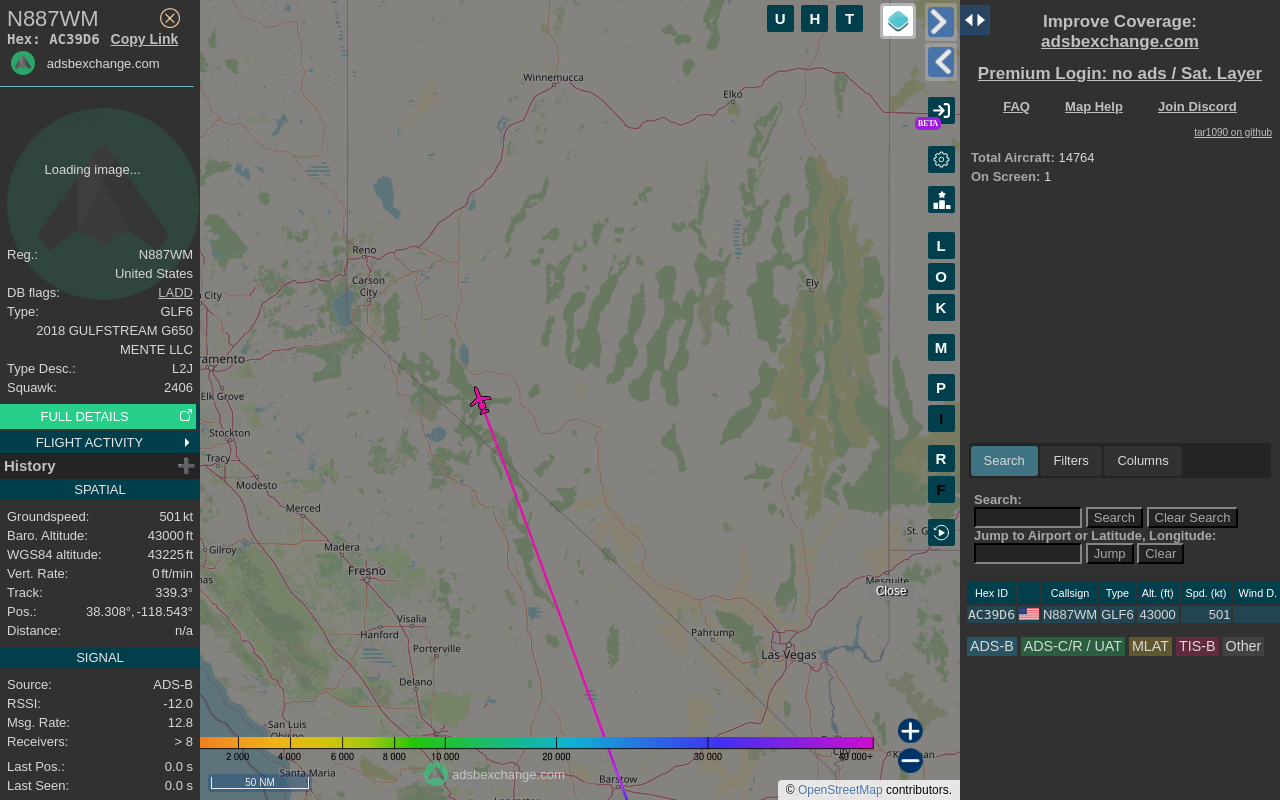 N887WM
Hex: AC39D6 Copy Link
adsbexchange.com
Loading image...
Reg.: N887WM
United States
DB flags: LADD
Type: GLF6
2018 GULFSTREAM G650
MENTE LLC
Type Desc.: L2J
Squawk: 2406
FULL DETAILS
FLIGHT ACTIVITY
History
SPATIAL
Groundspeed: 501 kt
Baro. Altitude: 43000 ft
WGS84 altitude: 43225 ft
Vert. Rate: 0 ft/min
Track: 339.3°
Pos.: 38.308°, -118.543°
Distance: n/a
SIGNAL
Source: ADS-B
RSSI: -12.0
Msg. Rate: 12.8
Receivers: > 8
Last Pos.: 0.0 s
Last Seen: 0.0 s
U H T
BETA
L
O
K
M
P
I
R
F
Winnemucca
Elko
Reno
Carson
City
Ely
City
ramento
Elk Grove
Stockton
Tracy
Modesto
Merced
Gilroy
Madera
Fresno
nas
Visalia
Hanford
Porterville
Delano
San Luis
Obispo
Santa Maria
Barstow
Lancaster
Pahrump
Las Vegas
St. G
Mesquite
Close
City
2 000 4 000 6 000 8 000 10 000 20 000 30 000 40 000+
50 NM
adsbexchange.com
© OpenStreetMap contributors.
Improve Coverage:
adsbexchange.com
Premium Login: no ads / Sat. Layer
FAQ Map Help Join Discord
tar1090 on github
Total Aircraft: 14764
On Screen: 1
Search Filters Columns
Search:
Search Clear Search
Jump to Airport or Latitude, Longitude:
Jump Clear
Hex ID Callsign Type Alt. (ft) Spd. (kt) Wind D.
AC39D6 N887WM GLF6 43000 501
ADS-B ADS-C/R / UAT MLAT TIS-B Other